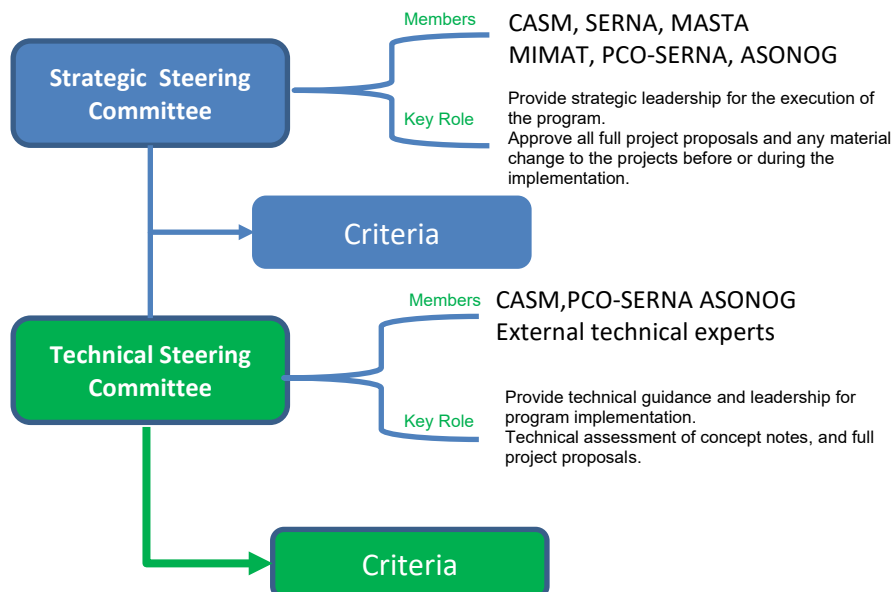 Members
CASM, SERNA, MASTA
MIMAT, PCO-SERNA, ASONOG
Strategic Steering
Committee
Key Role
Provide strategic leadership for the execution of
the program.
Approve all full project proposals and any material
change to the projects before or during the
implementation.
Criteria
Members
CASM,PCO-SERNA ASONOG
External technical experts
Technical Steering
Committee
Key Role
Provide technical guidance and leadership for
program implementation.
Technical assessment of concept notes, and full
project proposals.
Criteria